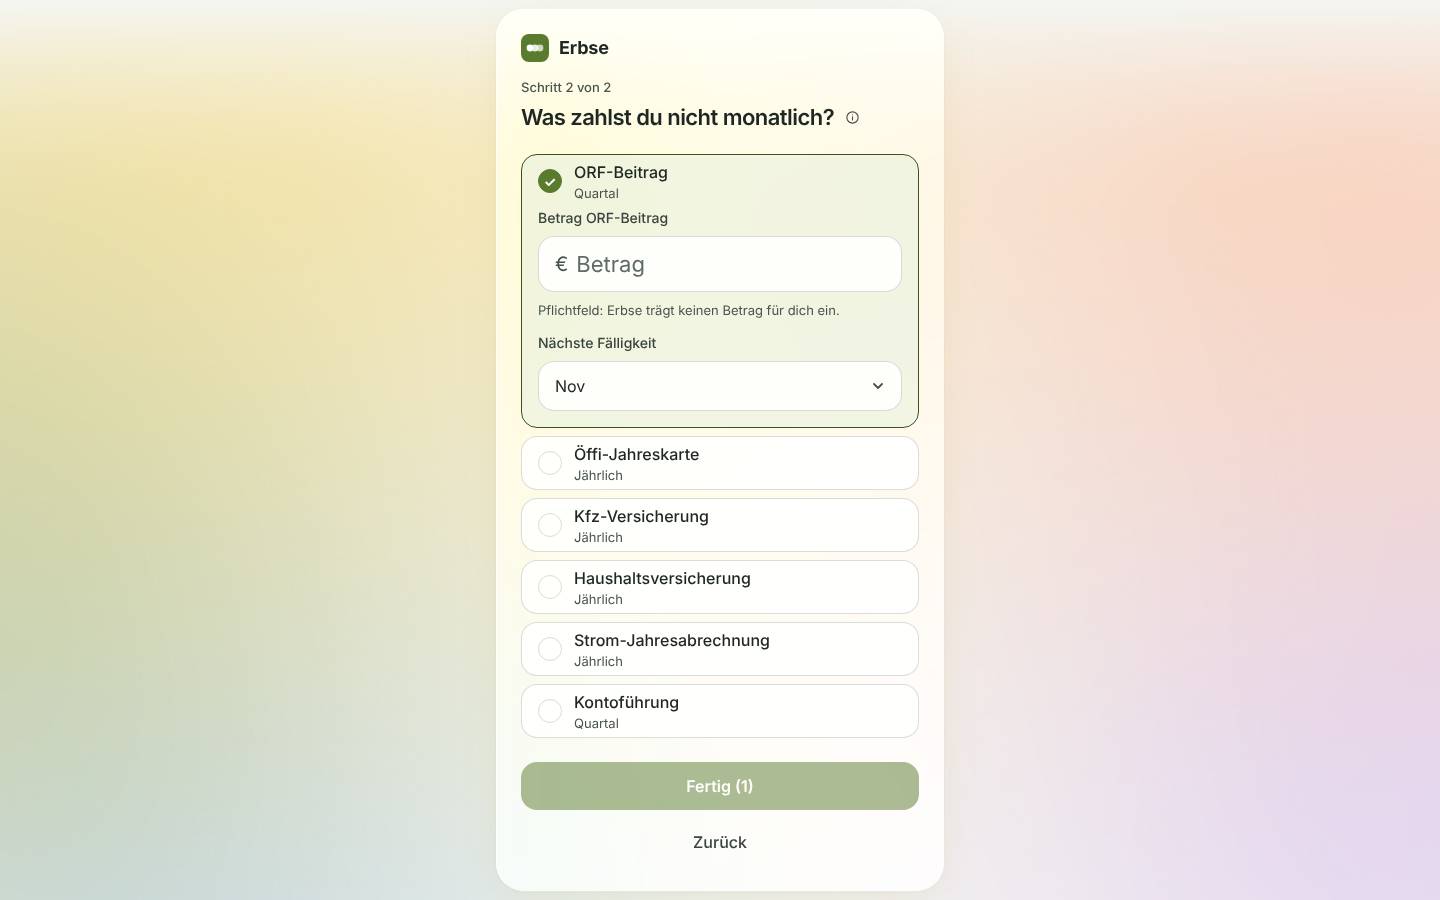 Erbse
Schritt 2 von 2
Was zahlst du nicht monatlich?
ORF-Beitrag
Quartal
Betrag ORF-Beitrag
€ Betrag
Pflichtfeld: Erbse trägt keinen Betrag für dich ein.
Nächste Fälligkeit
Nov
Öffi-Jahreskarte
Jährlich
Kfz-Versicherung
Jährlich
Haushaltsversicherung
Jährlich
Strom-Jahresabrechnung
Jährlich
Kontoführung
Quartal
Fertig (1)
Zurück